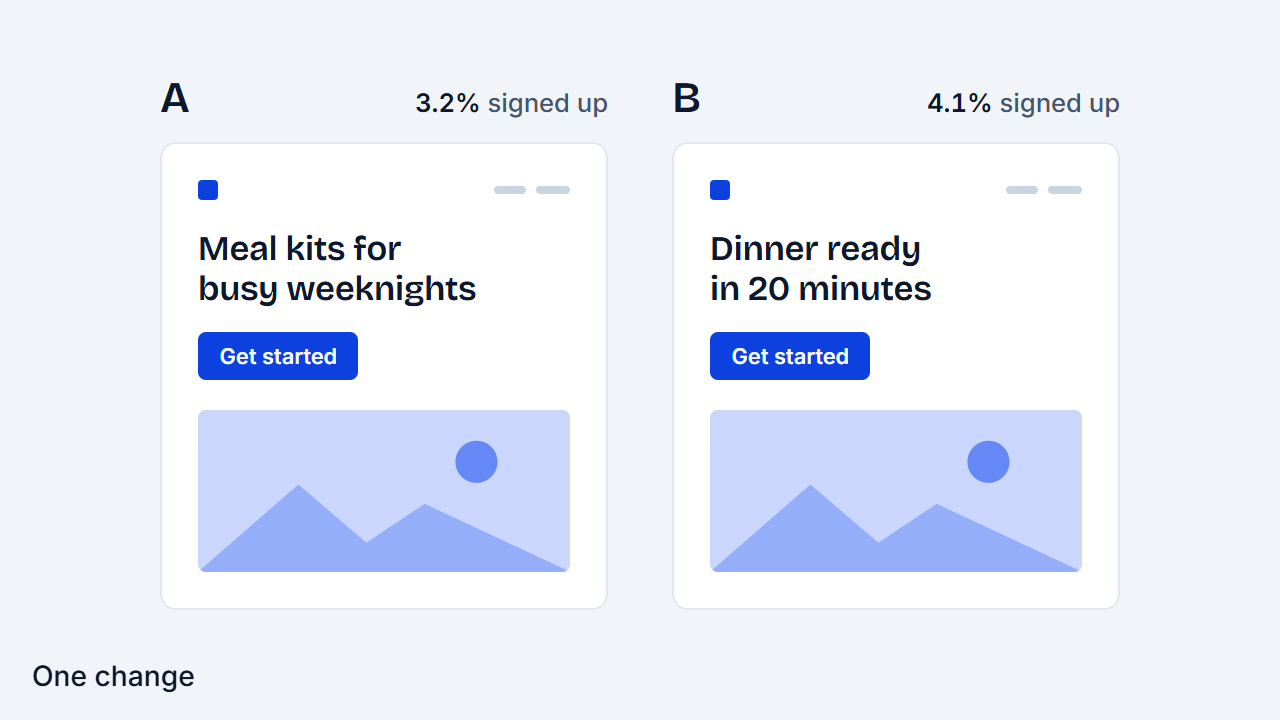 A
3.2% signed up
Meal kits for
busy weeknights
Get started
B
4.1% signed up
Dinner ready
in 20 minutes
Get started
One change